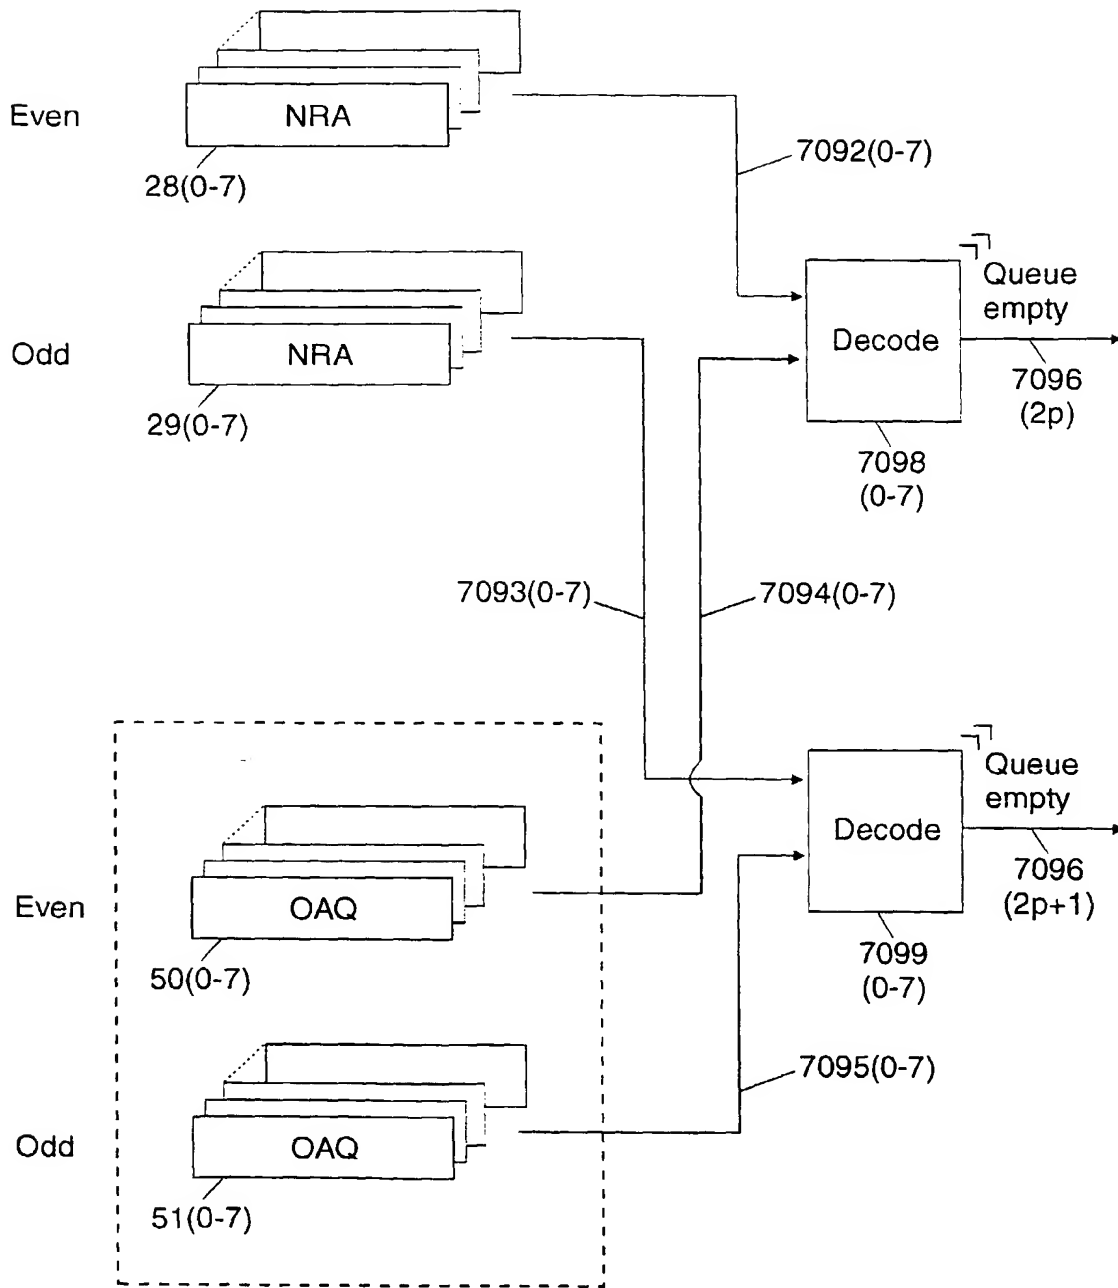 Even
NRA
28(0-7)
7092(0-7)
Odd
NRA
29(0-7)
Decode
Queue
empty
7096
(2p)
7098
(0-7)
7093(0-7)
7094(0-7)
Even
OAQ
50(0-7)
Decode
Queue
empty
7096
(2p+1)
7099
(0-7)
7095(0-7)
Odd
OAQ
51(0-7)